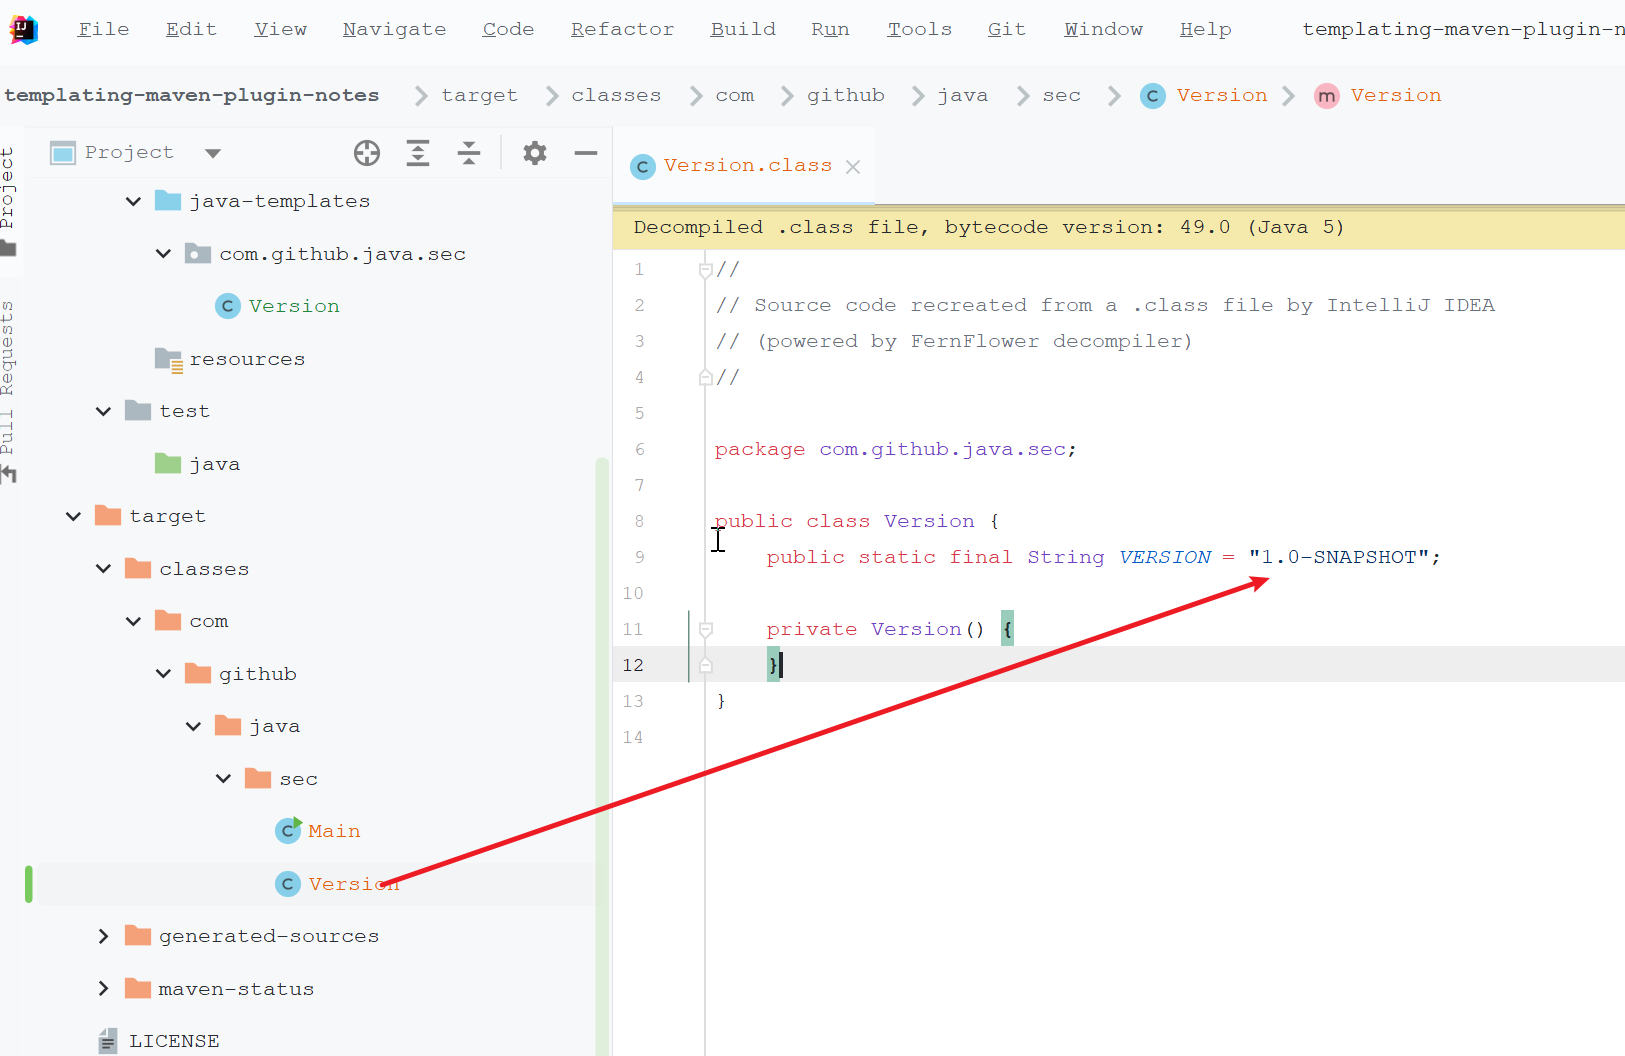 File Edit View Navigate Code Refactor Build Run Tools Git Window Help templating-maven-plugin-n
templating-maven-plugin-notes target classes com github java sec Version Version
Project
Pull Requests
Project
java-templates
com.github.java.sec
Version
resources
test
java
target
classes
com
github
java
sec
Main
Version
generated-sources
maven-status
LICENSE
Version.class
Decompiled .class file, bytecode version: 49.0 (Java 5)
1 //
2 // Source code recreated from a .class file by IntelliJ IDEA
3 // (powered by FernFlower decompiler)
4 //
5
6 package com.github.java.sec;
7
8 public class Version {
9 public static final String VERSION = "1.0-SNAPSHOT";
10
11 private Version() {
12 }
13 }
14